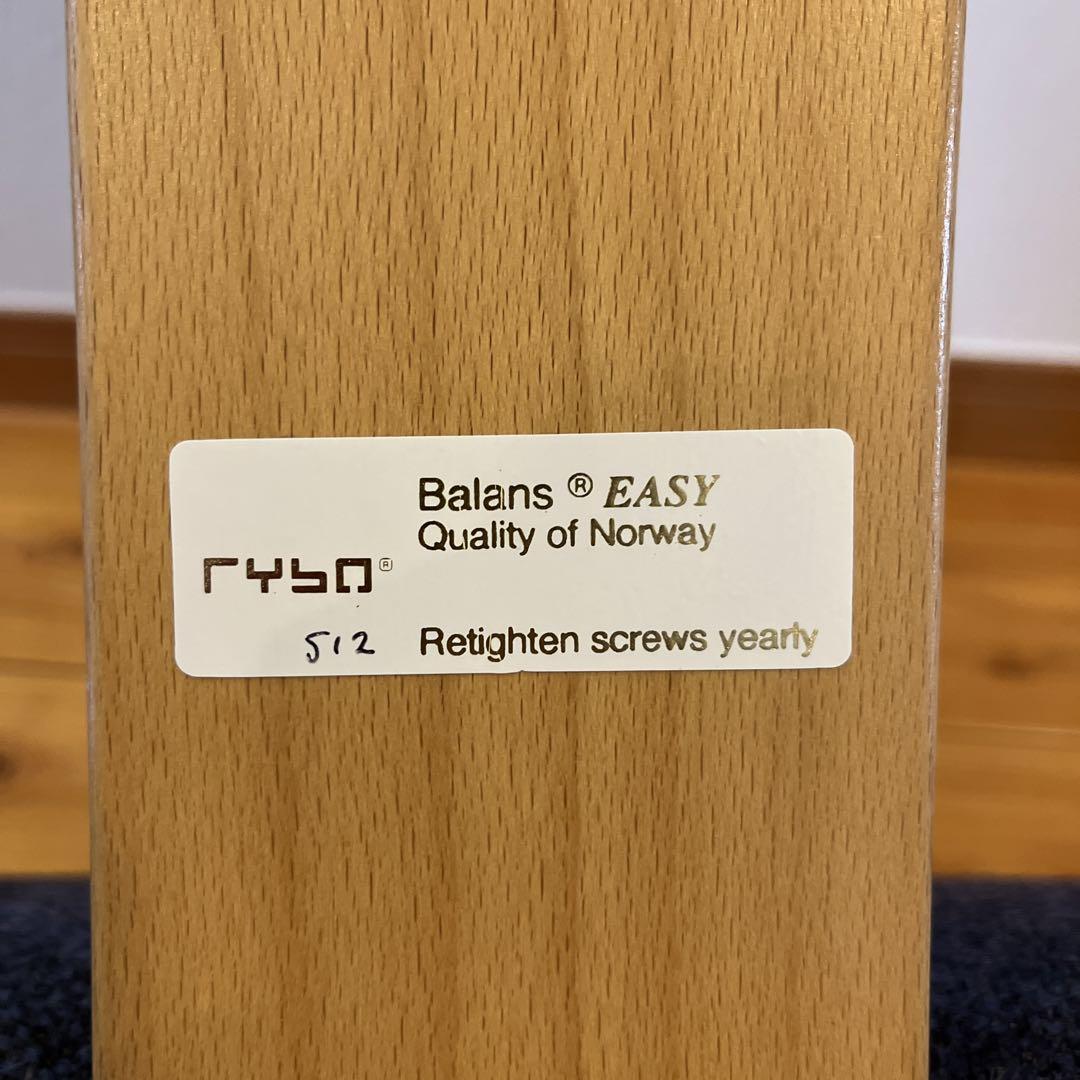 Balans ® EASY
Quality of Norway
rybo®
512
Retighten screws yearly